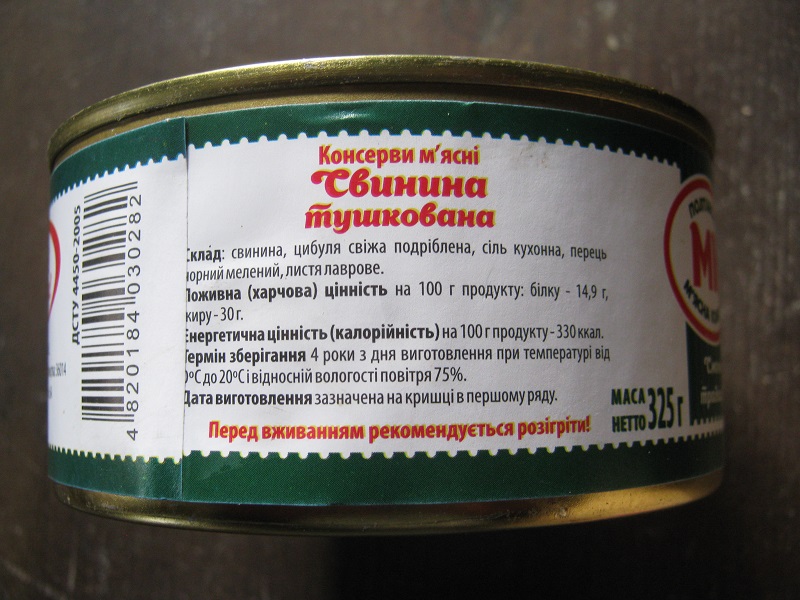 Консерви м'ясні
Свинина
тушкована
Склад: свинина, цибуля свіжа подріблена, сіль кухонна, перець
чорний мелений, листя лаврове.
Поживна (харчова) цінність на 100 г продукту: білку - 14,9 г,
жиру - 30 г.
Енергетична цінність (калорійність) на 100 г продукту - 330 ккал.
Термін зберігання 4 роки з дня виготовлення при температурі від
0ºС до 20ºС і відносній вологості повітря 75%.
Дата виготовлення зазначена на кришці в першому ряду.
Перед вживанням рекомендується розігріти!
МАСА
НЕТТО 325 г
ДСТУ 4450-2005
4 820184 030282